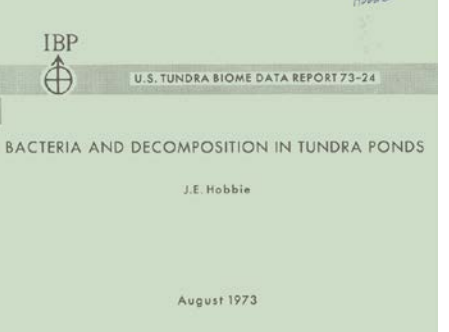 IBP
U.S. TUNDRA BIOME DATA REPORT 73-24
BACTERIA AND DECOMPOSITION IN TUNDRA PONDS
J.E. Hobbie
August 1973